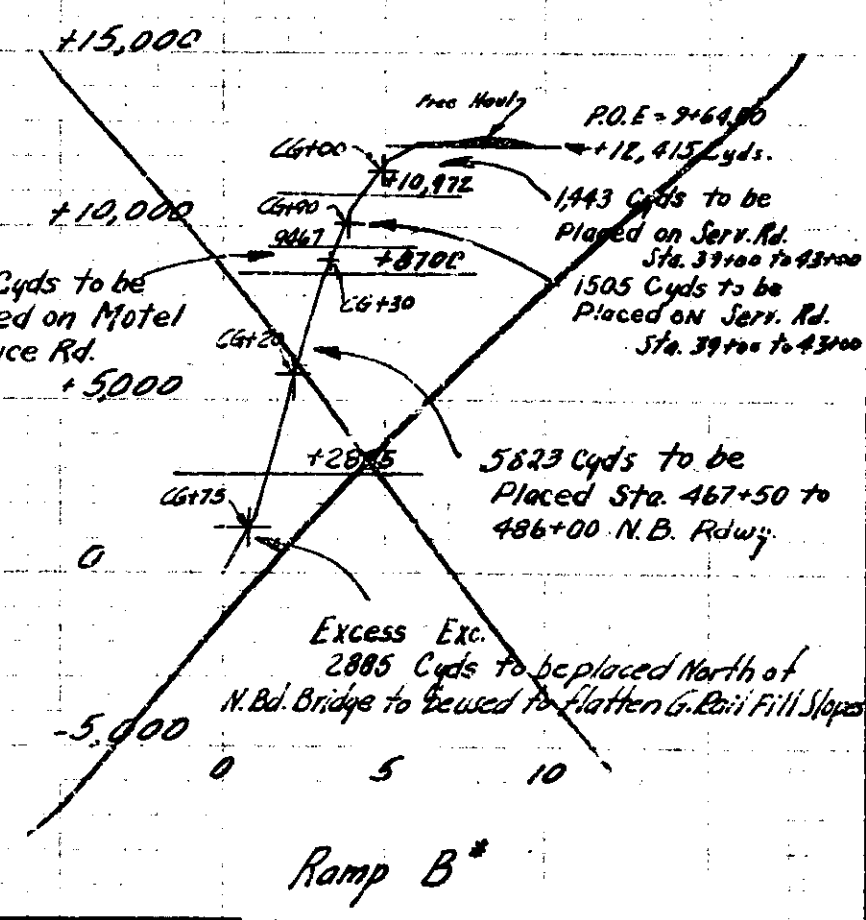 +15,000
Free Haul
P.O.E = 9+64.50
+12,415 Cyds.
CG+00
+10,972
1,443 Cyds to be
Placed on Serv. Rd.
Sta. 39+00 to 43+00
+10,000
CG+90
9467
+8700
1505 Cyds to be
Placed on Serv. Rd.
Sta. 39+00 to 43+00
Cyds to be
ed on Motel
ce Rd.
CG+30
CG+20
+5,000
+2885
5823 Cyds to be
Placed Sta. 467+50 to
486+00 N.B. Rdwy.
CG+75
0
Excess Exc.
2885 Cyds to be placed North of
N.Bd. Bridge to be used to flatten G.Rail Fill Slopes
-5,000
0 5 10
Ramp B*